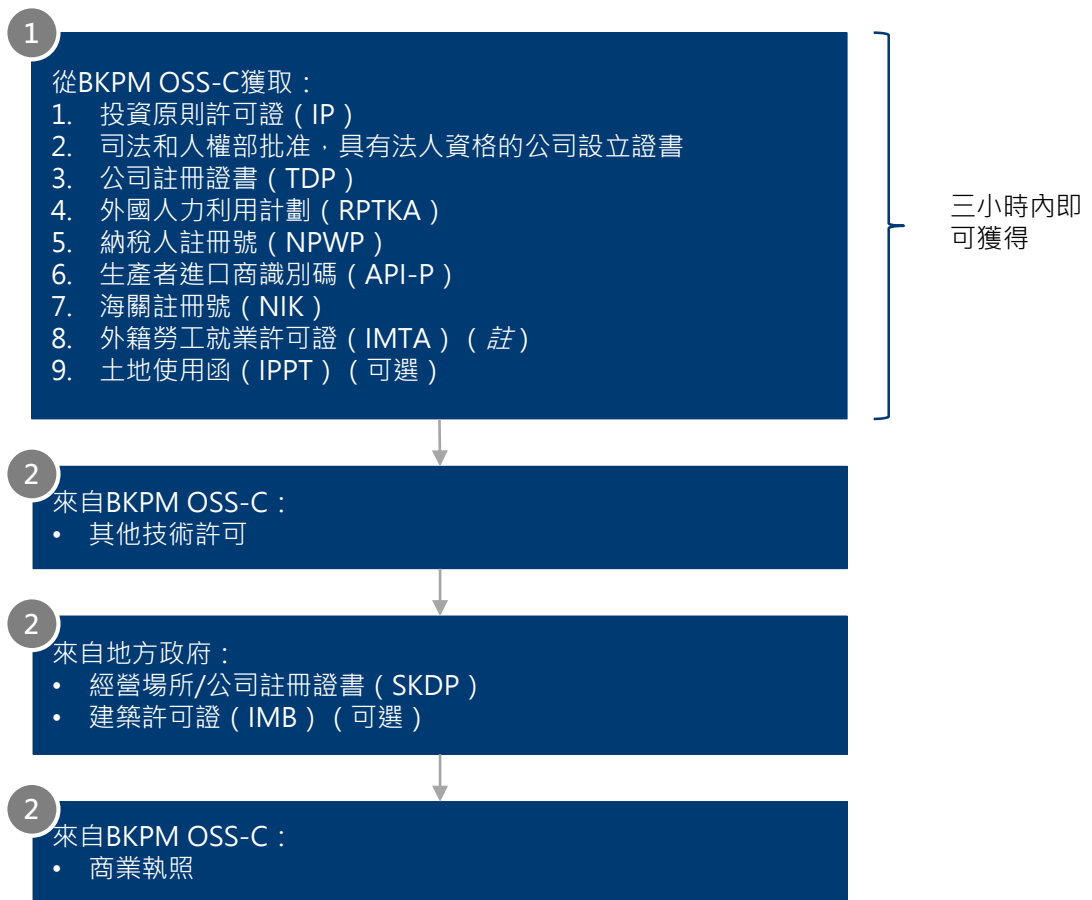 1
從BKPM OSS-C獲取：
1. 投資原則許可證（IP）
2. 司法和人權部批准，具有法人資格的公司設立證書
3. 公司註冊證書（TDP）
4. 外國人力利用計劃（RPTKA）
5. 納稅人註冊號（NPWP）
6. 生產者進口商識別碼（API-P）
7. 海關註冊號（NIK）
8. 外籍勞工就業許可證（IMTA）（註）
9. 土地使用函（IPPT）（可選）
三小時內即
可獲得
2
來自BKPM OSS-C：
• 其他技術許可
2
來自地方政府：
• 經營場所/公司註冊證書（SKDP）
• 建築許可證（IMB）（可選）
2
來自BKPM OSS-C：
• 商業執照